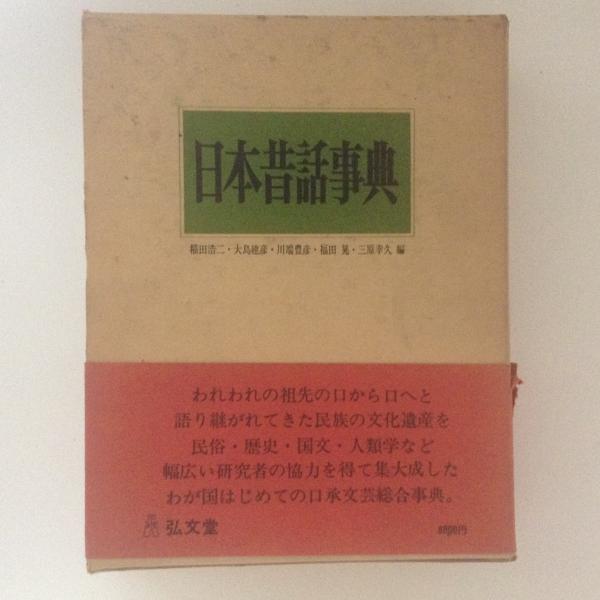 日本昔話事典
稲田浩二・大島建彦・川端豊彦・福田 晃・三原幸久 編
われわれの祖先の口から口へと
語り継がれてきた民族の文化遺産を
民俗・歴史・国文・人類学など
幅広い研究者の協力を得て集大成した
わが国はじめての口承文芸総合事典。
弘文堂